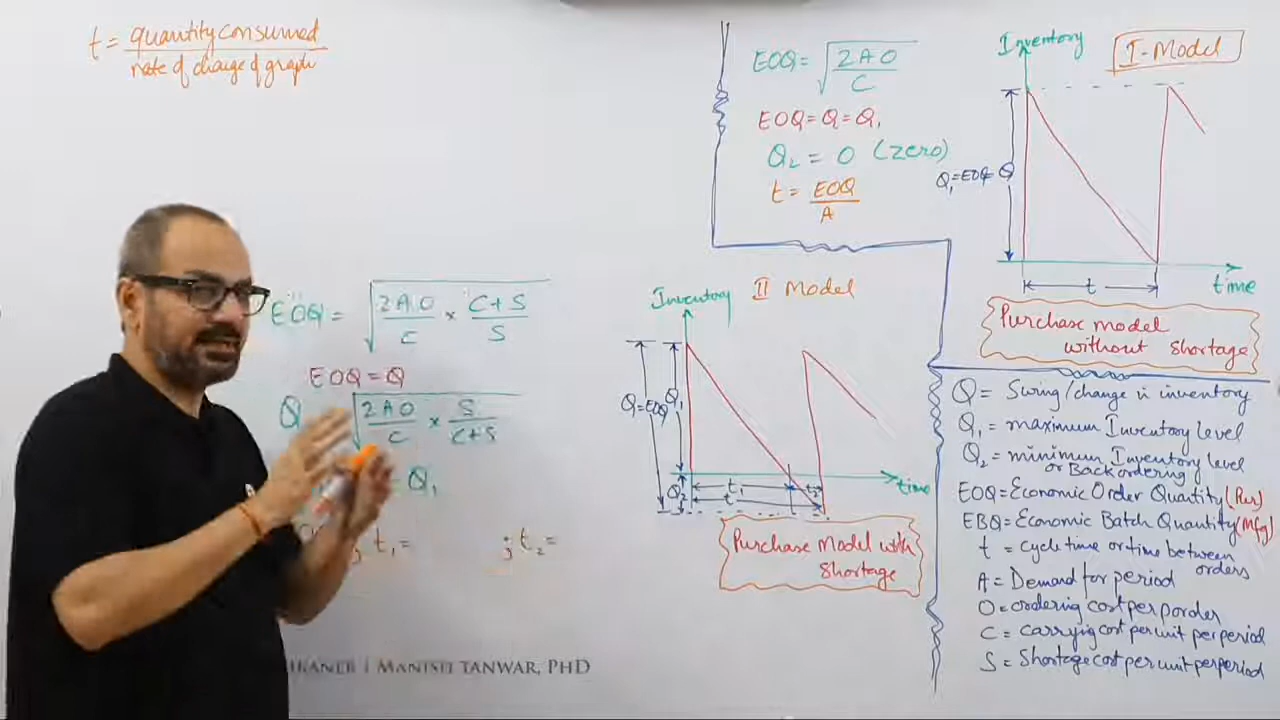 t = quantity consumed
rate of change of graph
EOQ = √ 2AO / C
EOQ = Q = Q₁
Q₂ = 0 (zero)
t = EOQ / A
Inventory
I-Model
Q₁=EOQ=Q
t
time
Purchase model
without shortage
EOQ = √ 2AO / C × C+S / S
EOQ = Q
Q √ 2AO / C × S / C+S
= Q₁
; t₁ = ; t₂ =
Inventory II Model
Q=EOQ Q₁
Q₂ t₁ t₂ time
t
Purchase Model with
Shortage
Q = Swing/change in inventory
Q₁ = maximum Inventory level
Q₂ = minimum Inventory level
or Back ordering
EOQ = Economic Order Quantity (Pur)
EBQ = Economic Batch Quantity (Mfg)
t = cycle time or time between
orders
A = Demand for period
O = ordering cost per porder
C = carrying cost per unit per period
S = Shortage cost per unit per period
MANISH TANWAR, PHD